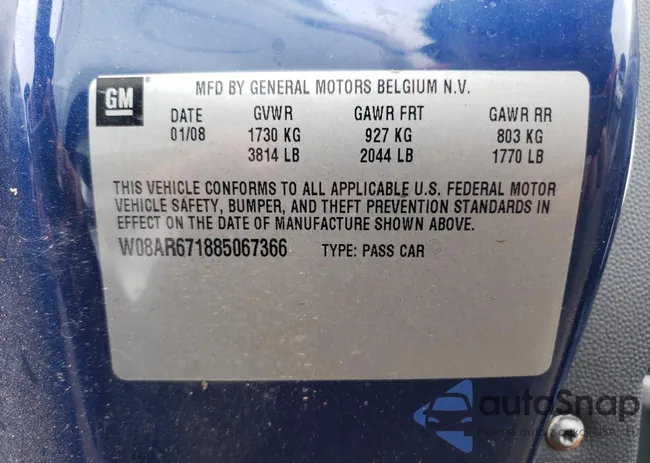 GM
MFD BY GENERAL MOTORS BELGIUM N.V.
DATE GVWR GAWR FRT GAWR RR
01/08 1730 KG 927 KG 803 KG
3814 LB 2044 LB 1770 LB
THIS VEHICLE CONFORMS TO ALL APPLICABLE U.S. FEDERAL MOTOR
VEHICLE SAFETY, BUMPER, AND THEFT PREVENTION STANDARDS IN
EFFECT ON THE DATE OF MANUFACTURE SHOWN ABOVE.
W08AR671885067366 TYPE: PASS CAR
autoSnap